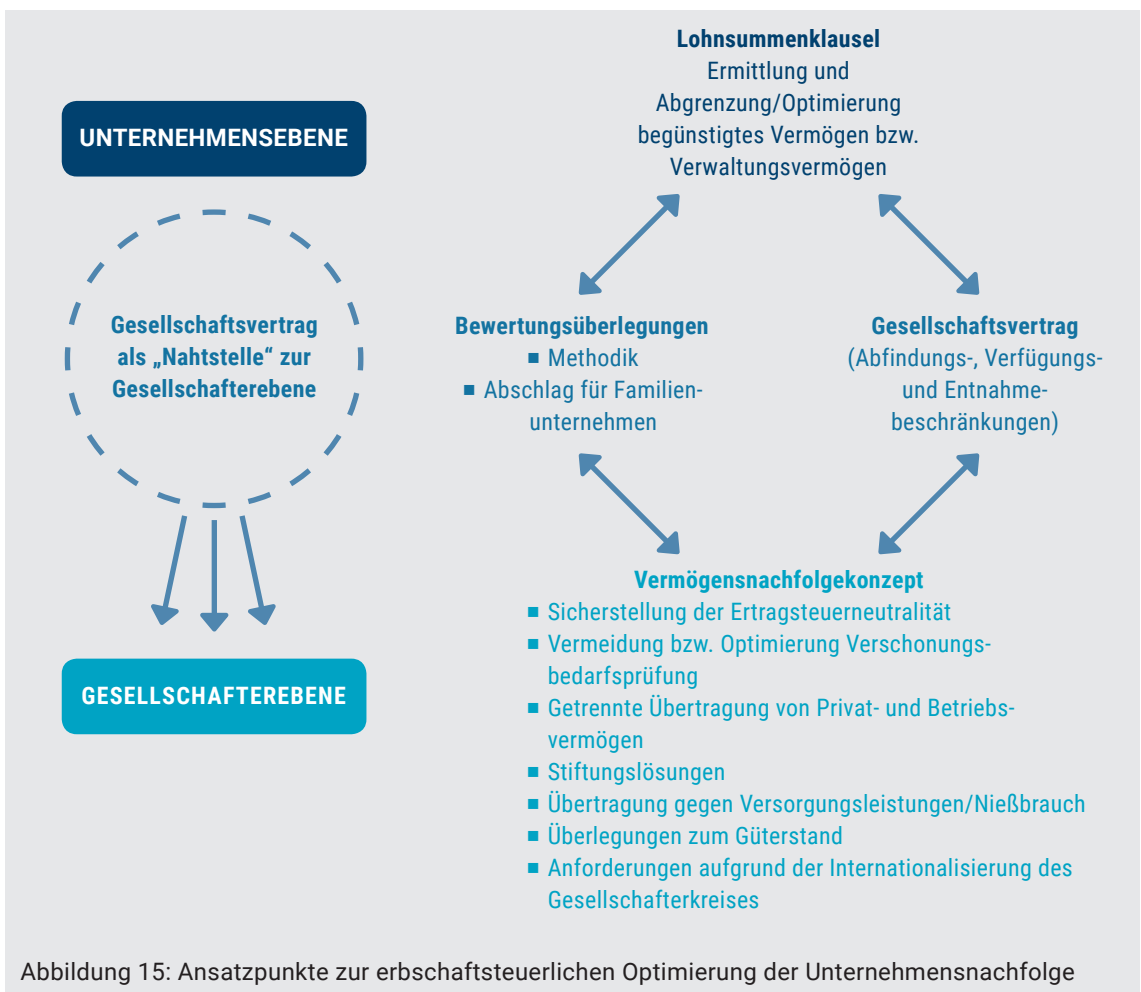 UNTERNEHMENSEBENE
Gesellschaftsvertrag
als „Nahtstelle“ zur
Gesellschafterebene
GESELLSCHAFTEREBENE
Lohnsummenklausel
Ermittlung und
Abgrenzung/Optimierung
begünstigtes Vermögen bzw.
Verwaltungsvermögen
Bewertungsüberlegungen
■ Methodik
■ Abschlag für Familien-
unternehmen
Gesellschaftsvertrag
(Abfindungs-, Verfügungs-
und Entnahme-
beschränkungen)
Vermögensnachfolgekonzept
■ Sicherstellung der Ertragsteuerneutralität
■ Vermeidung bzw. Optimierung Verschonungs-
bedarfsprüfung
■ Getrennte Übertragung von Privat- und Betriebs-
vermögen
■ Stiftungslösungen
■ Übertragung gegen Versorgungsleistungen/Nießbrauch
■ Überlegungen zum Güterstand
■ Anforderungen aufgrund der Internationalisierung des
Gesellschafterkreises
Abbildung 15: Ansatzpunkte zur erbschaftsteuerlichen Optimierung der Unternehmensnachfolge